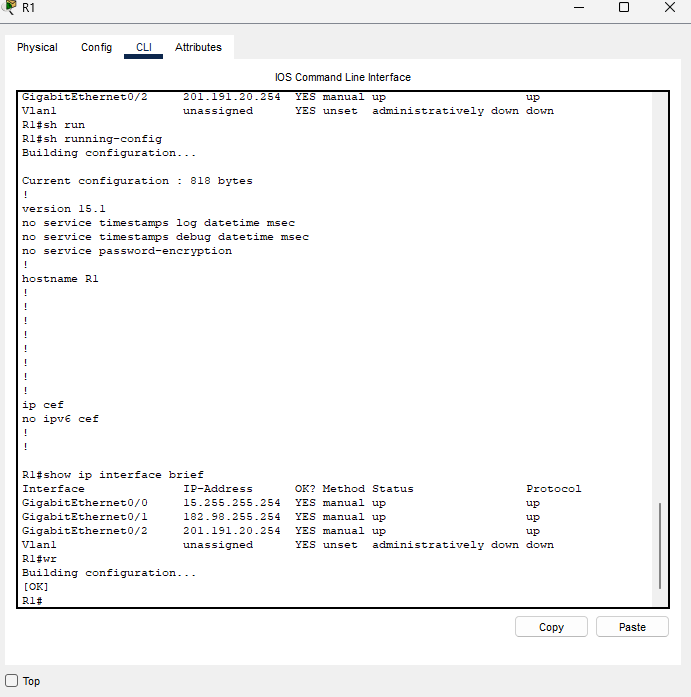 R1
Physical Config CLI Attributes
IOS Command Line Interface
GigabitEthernet0/2 201.191.20.254 YES manual up up
Vlan1 unassigned YES unset administratively down down
R1#sh run
R1#sh running-config
Building configuration...
Current configuration : 818 bytes
!
version 15.1
no service timestamps log datetime msec
no service timestamps debug datetime msec
no service password-encryption
!
hostname R1
!
!
!
!
!
!
!
!
ip cef
no ipv6 cef
!
!
R1#show ip interface brief
Interface IP-Address OK? Method Status Protocol
GigabitEthernet0/0 15.255.255.254 YES manual up up
GigabitEthernet0/1 182.98.255.254 YES manual up up
GigabitEthernet0/2 201.191.20.254 YES manual up up
Vlan1 unassigned YES unset administratively down down
R1#wr
Building configuration...
[OK]
R1#
Copy Paste
Top